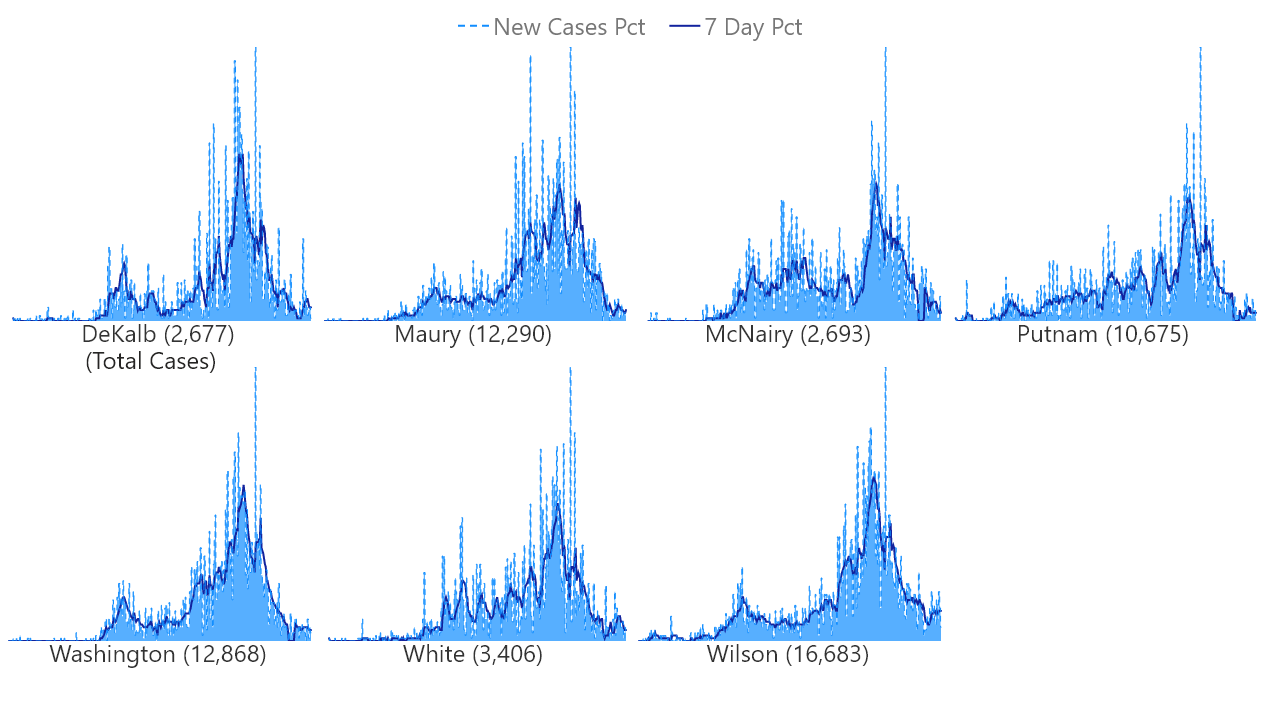 New Cases Pct 7 Day Pct
DeKalb (2,677)
(Total Cases)
Maury (12,290)
McNairy (2,693)
Putnam (10,675)
Washington (12,868)
White (3,406)
Wilson (16,683)